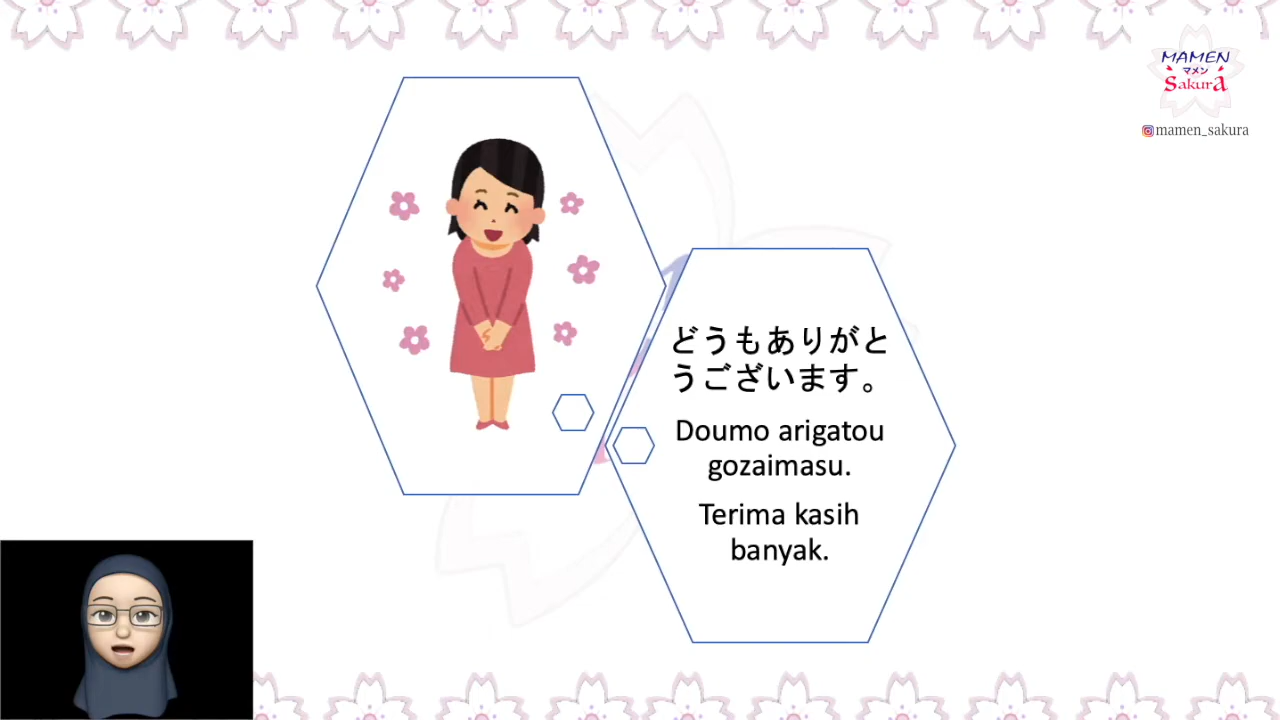 MAMEN
マメン
sakura
mamen_sakura
どうもありがと
うございます。
Doumo arigatou
gozaimasu.
Terima kasih
banyak.